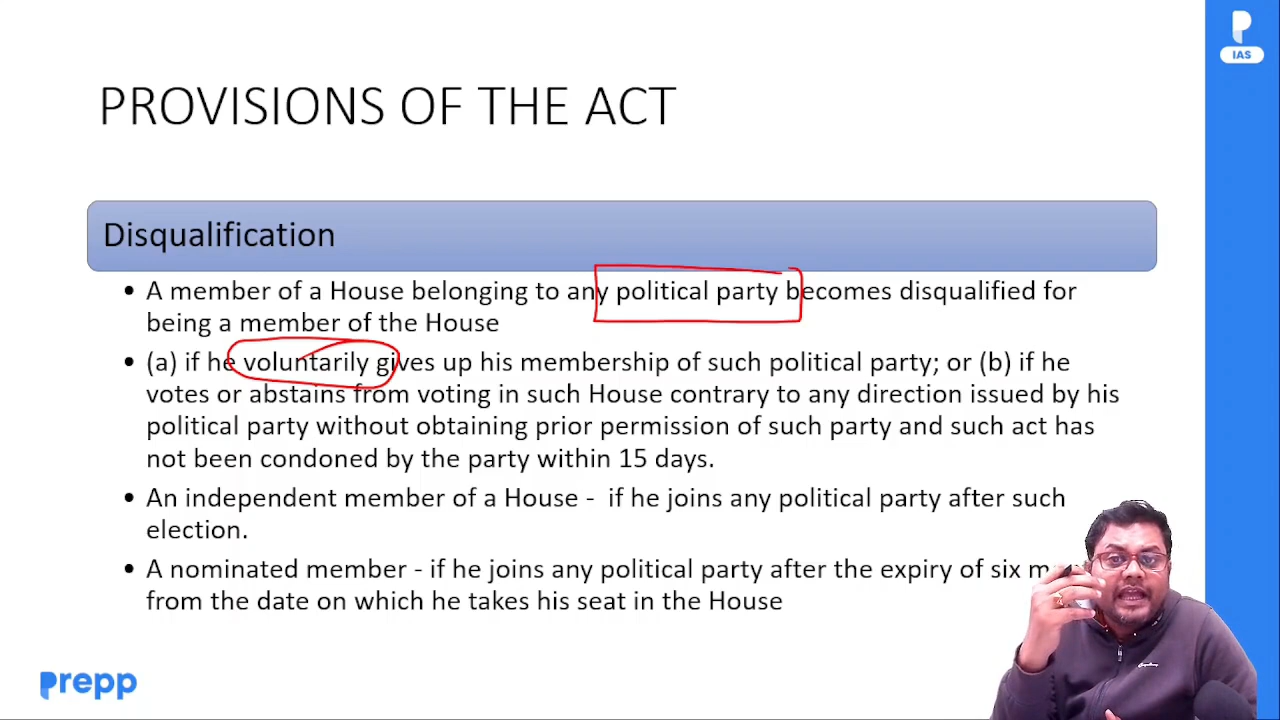 IAS
PROVISIONS OF THE ACT
Disqualification
• A member of a House belonging to any political party becomes disqualified for
being a member of the House
• (a) if he voluntarily gives up his membership of such political party; or (b) if he
votes or abstains from voting in such House contrary to any direction issued by his
political party without obtaining prior permission of such party and such act has
not been condoned by the party within 15 days.
• An independent member of a House - if he joins any political party after such
election.
• A nominated member - if he joins any political party after the expiry of six
from the date on which he takes his seat in the House
prepp